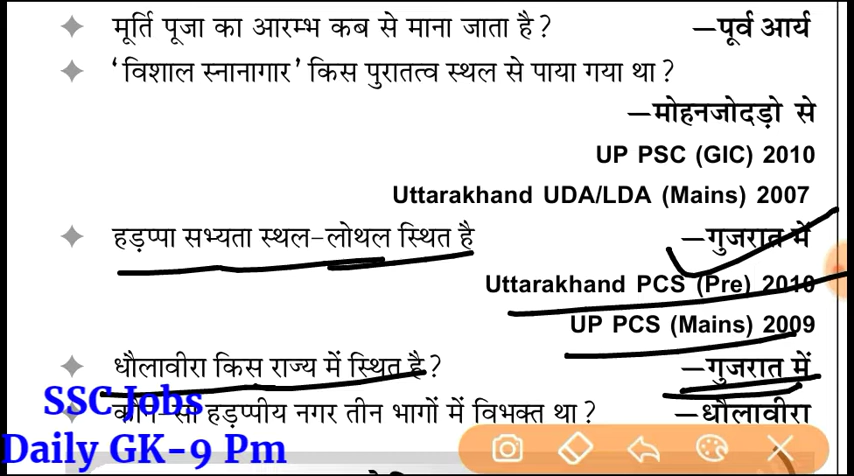 मूर्ति पूजा का आरम्भ कब से माना जाता है? —पूर्व आर्य
‘विशाल स्नानागार’ किस पुरातत्व स्थल से पाया गया था?
—मोहनजोदड़ो से
UP PSC (GIC) 2010
Uttarakhand UDA/LDA (Mains) 2007
हड़प्पा सभ्यता स्थल–लोथल स्थित है —गुजरात में
Uttarakhand PCS (Pre) 2010
UP PCS (Mains) 2009
धौलावीरा किस राज्य में स्थित है? —गुजरात में
SSC Jobs
कौन-सा हड़प्पीय नगर तीन भागों में विभक्त था? —धौलावीरा
Daily GK-9 Pm